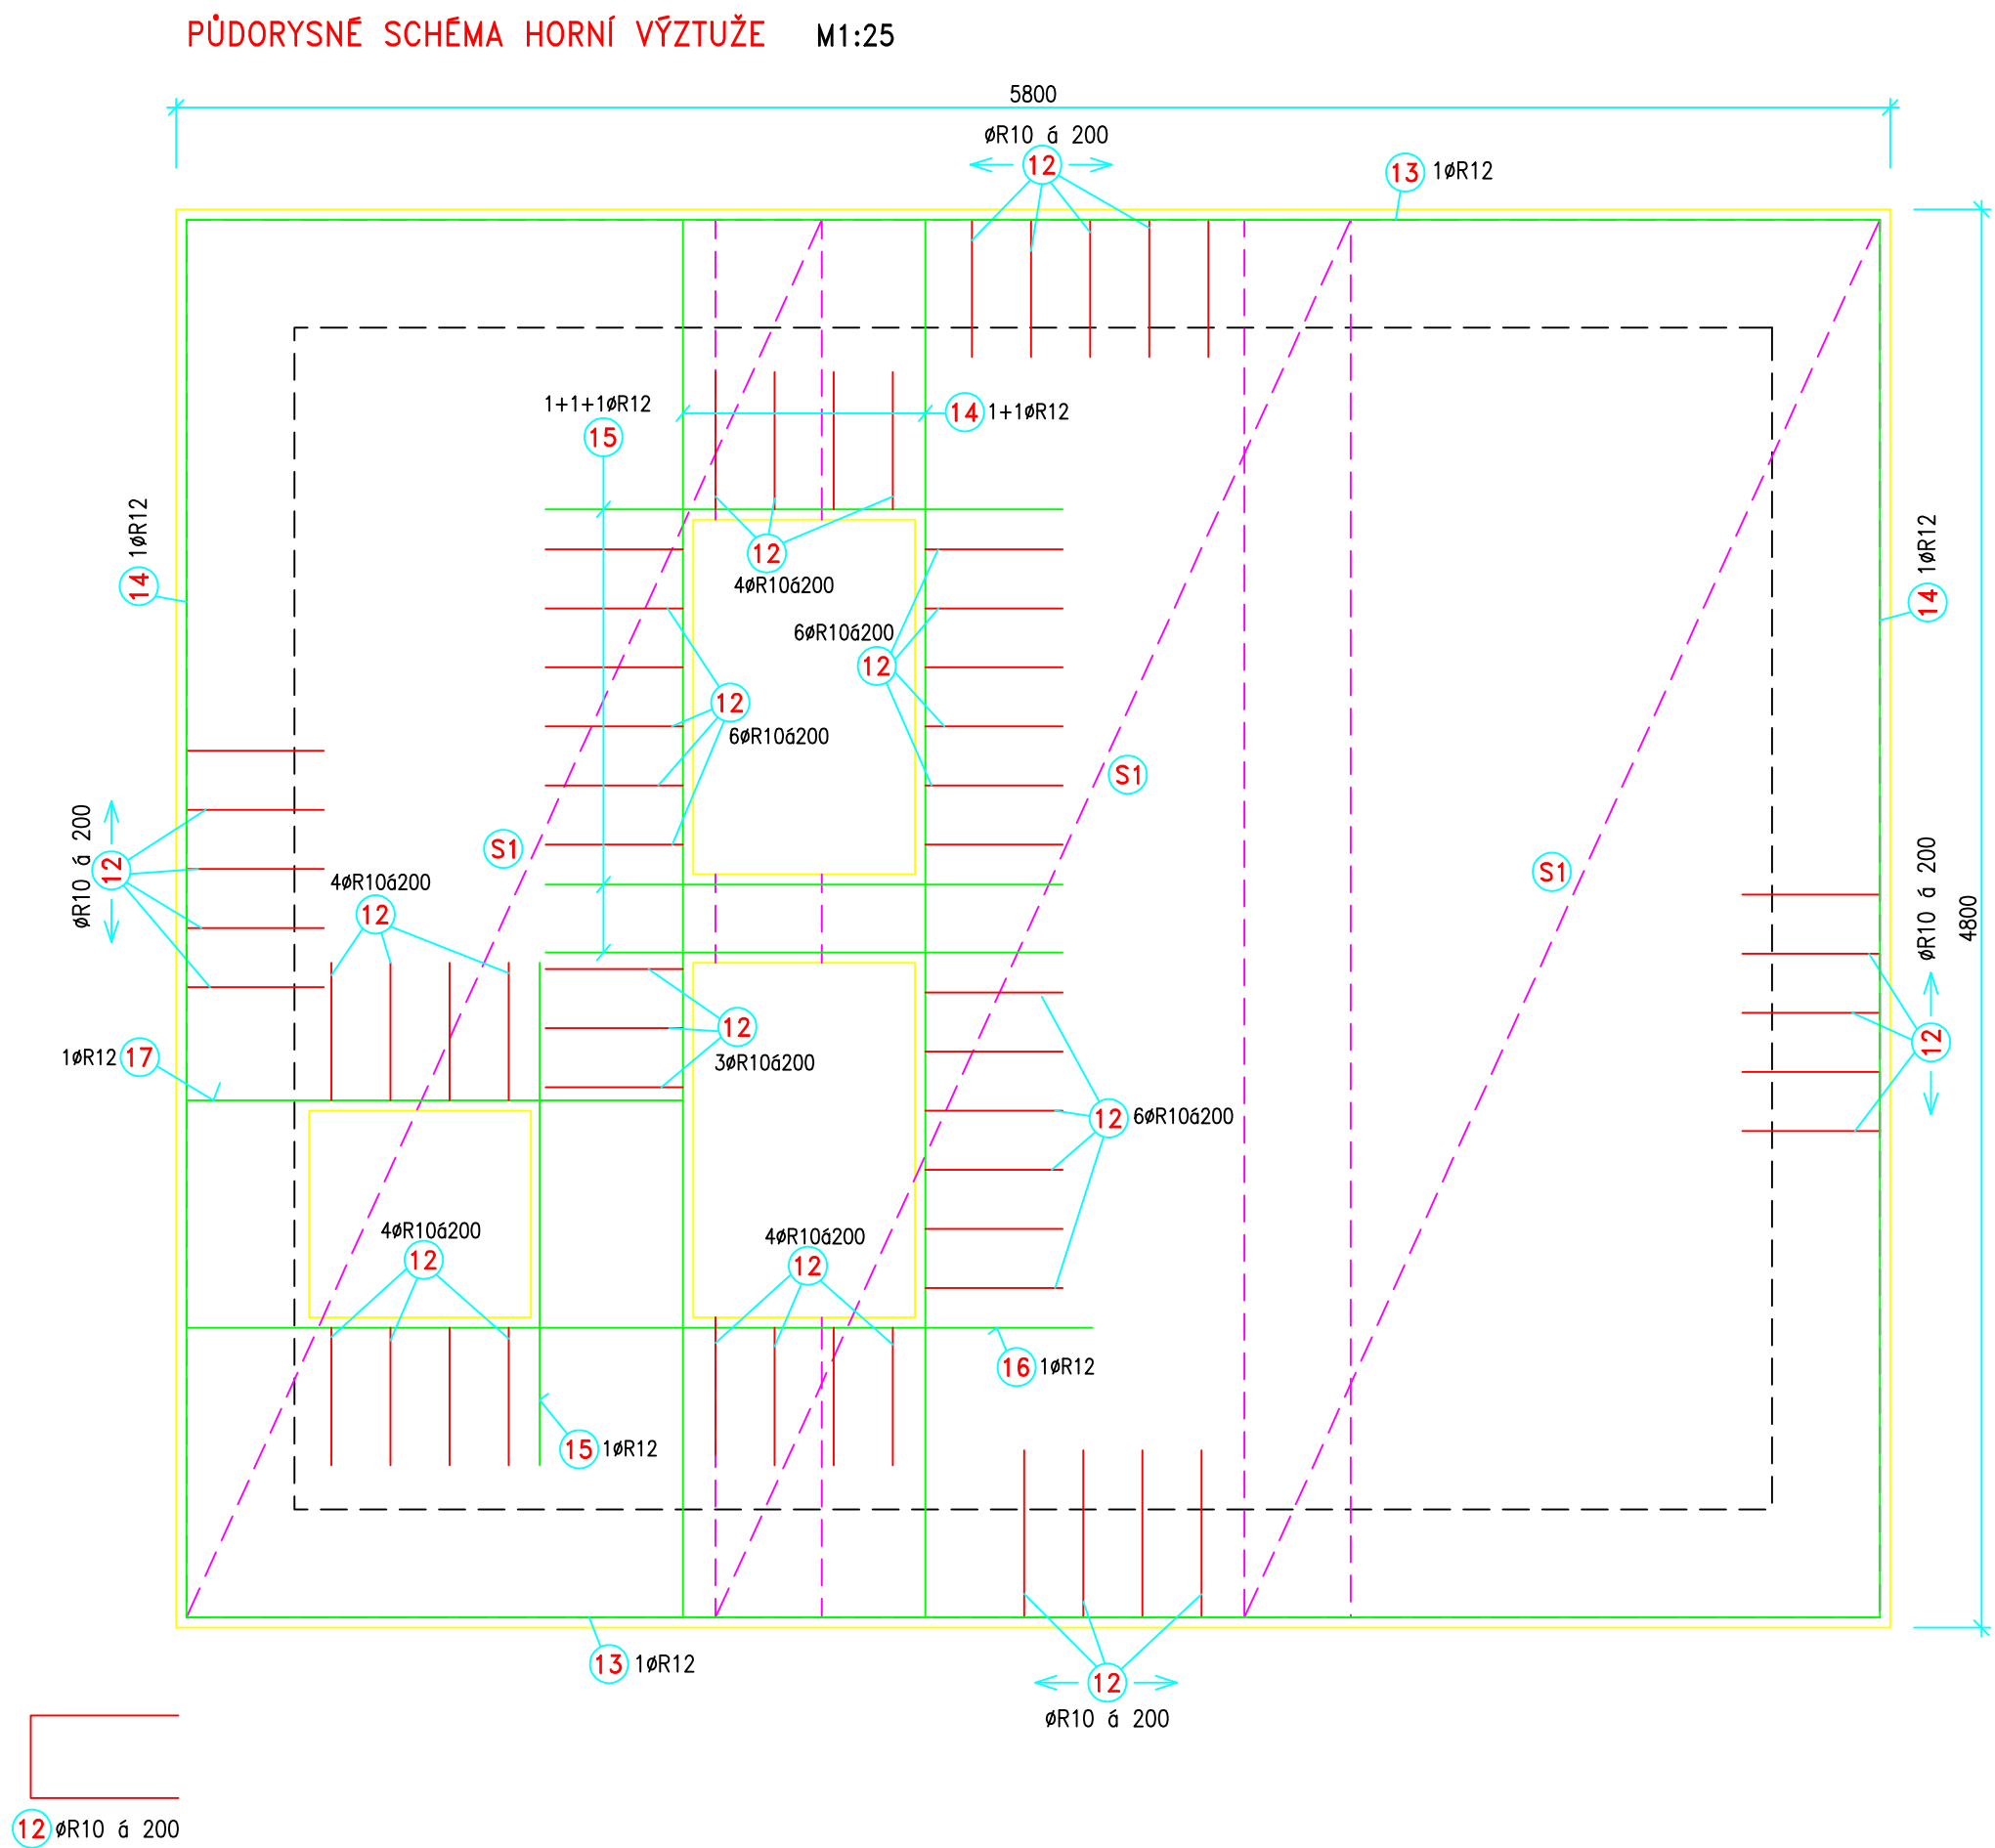 PŮDORYSNÉ SCHÉMA HORNÍ VÝZTUŽE M1:25
5800
øR10 á 200
12
13 1øR12
1+1+1øR12
15
14 1+1øR12
14 1øR12
12
4øR10á200
14 1øR12
6øR10á200
12
12
6øR10á200
S1
S1
S1
øR10 á 200
12
4øR10á200
12
øR10 á 200
12
4800
12
3øR10á200
1øR12 17
12 6øR10á200
4øR10á200
12
4øR10á200
12
16 1øR12
15 1øR12
13 1øR12
12
øR10 á 200
12 øR10 á 200